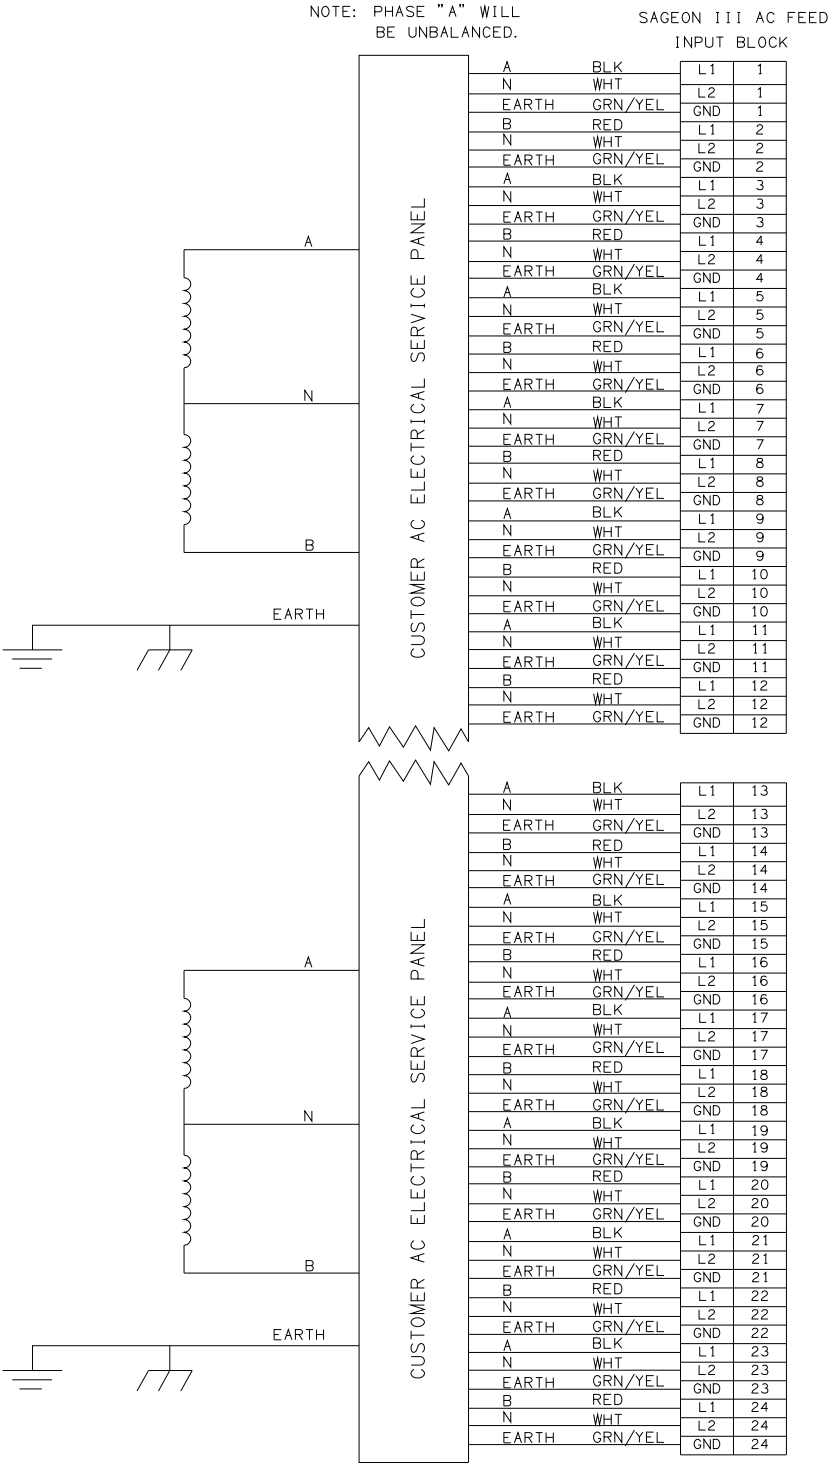 NOTE: PHASE "A" WILL
BE UNBALANCED.
SAGEON III AC FEED
INPUT BLOCK
A BLK L1 1
N WHT L2 1
EARTH GRN/YEL GND 1
B RED L1 2
N WHT L2 2
EARTH GRN/YEL GND 2
A BLK L1 3
N WHT L2 3
EARTH GRN/YEL GND 3
B RED L1 4
N WHT L2 4
EARTH GRN/YEL GND 4
A BLK L1 5
N WHT L2 5
EARTH GRN/YEL GND 5
B RED L1 6
N WHT L2 6
EARTH GRN/YEL GND 6
A BLK L1 7
N WHT L2 7
EARTH GRN/YEL GND 7
B RED L1 8
N WHT L2 8
EARTH GRN/YEL GND 8
A BLK L1 9
N WHT L2 9
EARTH GRN/YEL GND 9
B RED L1 10
N WHT L2 10
EARTH GRN/YEL GND 10
A BLK L1 11
N WHT L2 11
EARTH GRN/YEL GND 11
B RED L1 12
N WHT L2 12
EARTH GRN/YEL GND 12
A
N
B
EARTH
CUSTOMER AC ELECTRICAL SERVICE PANEL
A BLK L1 13
N WHT L2 13
EARTH GRN/YEL GND 13
B RED L1 14
N WHT L2 14
EARTH GRN/YEL GND 14
A BLK L1 15
N WHT L2 15
EARTH GRN/YEL GND 15
B RED L1 16
N WHT L2 16
EARTH GRN/YEL GND 16
A BLK L1 17
N WHT L2 17
EARTH GRN/YEL GND 17
B RED L1 18
N WHT L2 18
EARTH GRN/YEL GND 18
A BLK L1 19
N WHT L2 19
EARTH GRN/YEL GND 19
B RED L1 20
N WHT L2 20
EARTH GRN/YEL GND 20
A BLK L1 21
N WHT L2 21
EARTH GRN/YEL GND 21
B RED L1 22
N WHT L2 22
EARTH GRN/YEL GND 22
A BLK L1 23
N WHT L2 23
EARTH GRN/YEL GND 23
B RED L1 24
N WHT L2 24
EARTH GRN/YEL GND 24
A
N
B
EARTH
CUSTOMER AC ELECTRICAL SERVICE PANEL